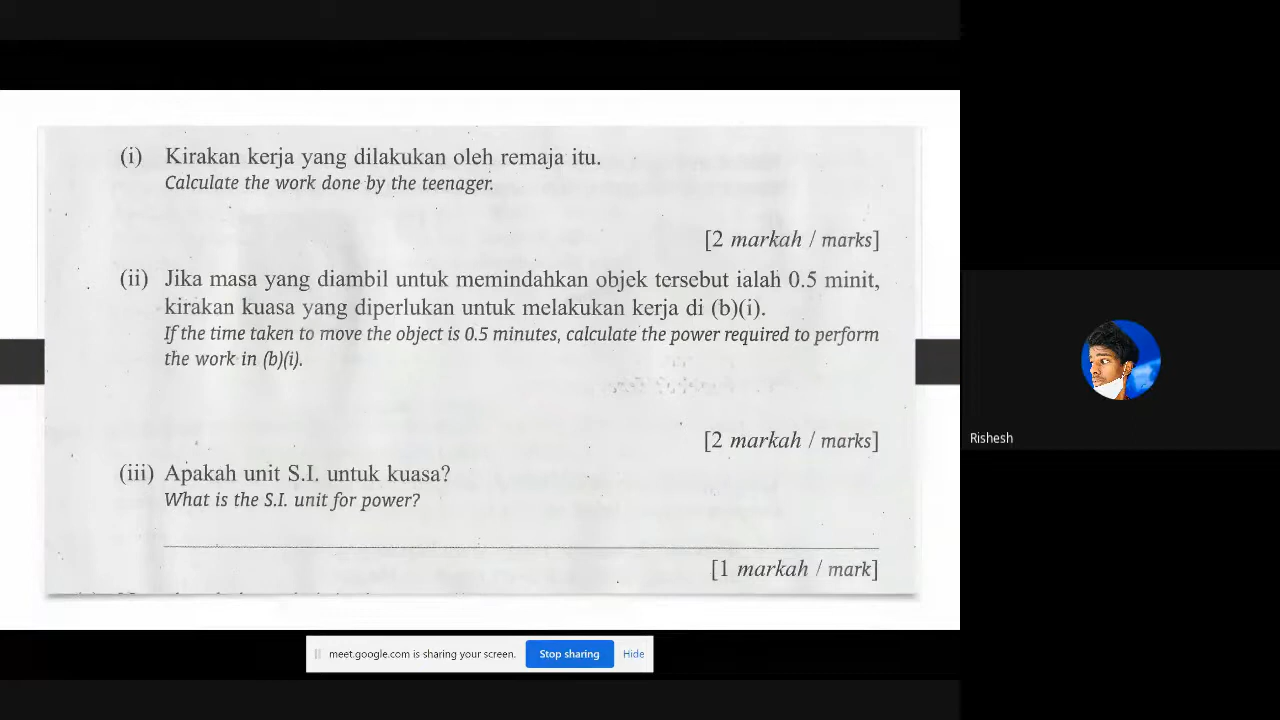 (i) Kirakan kerja yang dilakukan oleh remaja itu.
Calculate the work done by the teenager.
[2 markah / marks]
(ii) Jika masa yang diambil untuk memindahkan objek tersebut ialah 0.5 minit,
kirakan kuasa yang diperlukan untuk melakukan kerja di (b)(i).
If the time taken to move the object is 0.5 minutes, calculate the power required to perform
the work in (b)(i).
[2 markah / marks]
(iii) Apakah unit S.I. untuk kuasa?
What is the S.I. unit for power?
[1 markah / mark]
Rishesh
meet.google.com is sharing your screen.
Stop sharing
Hide